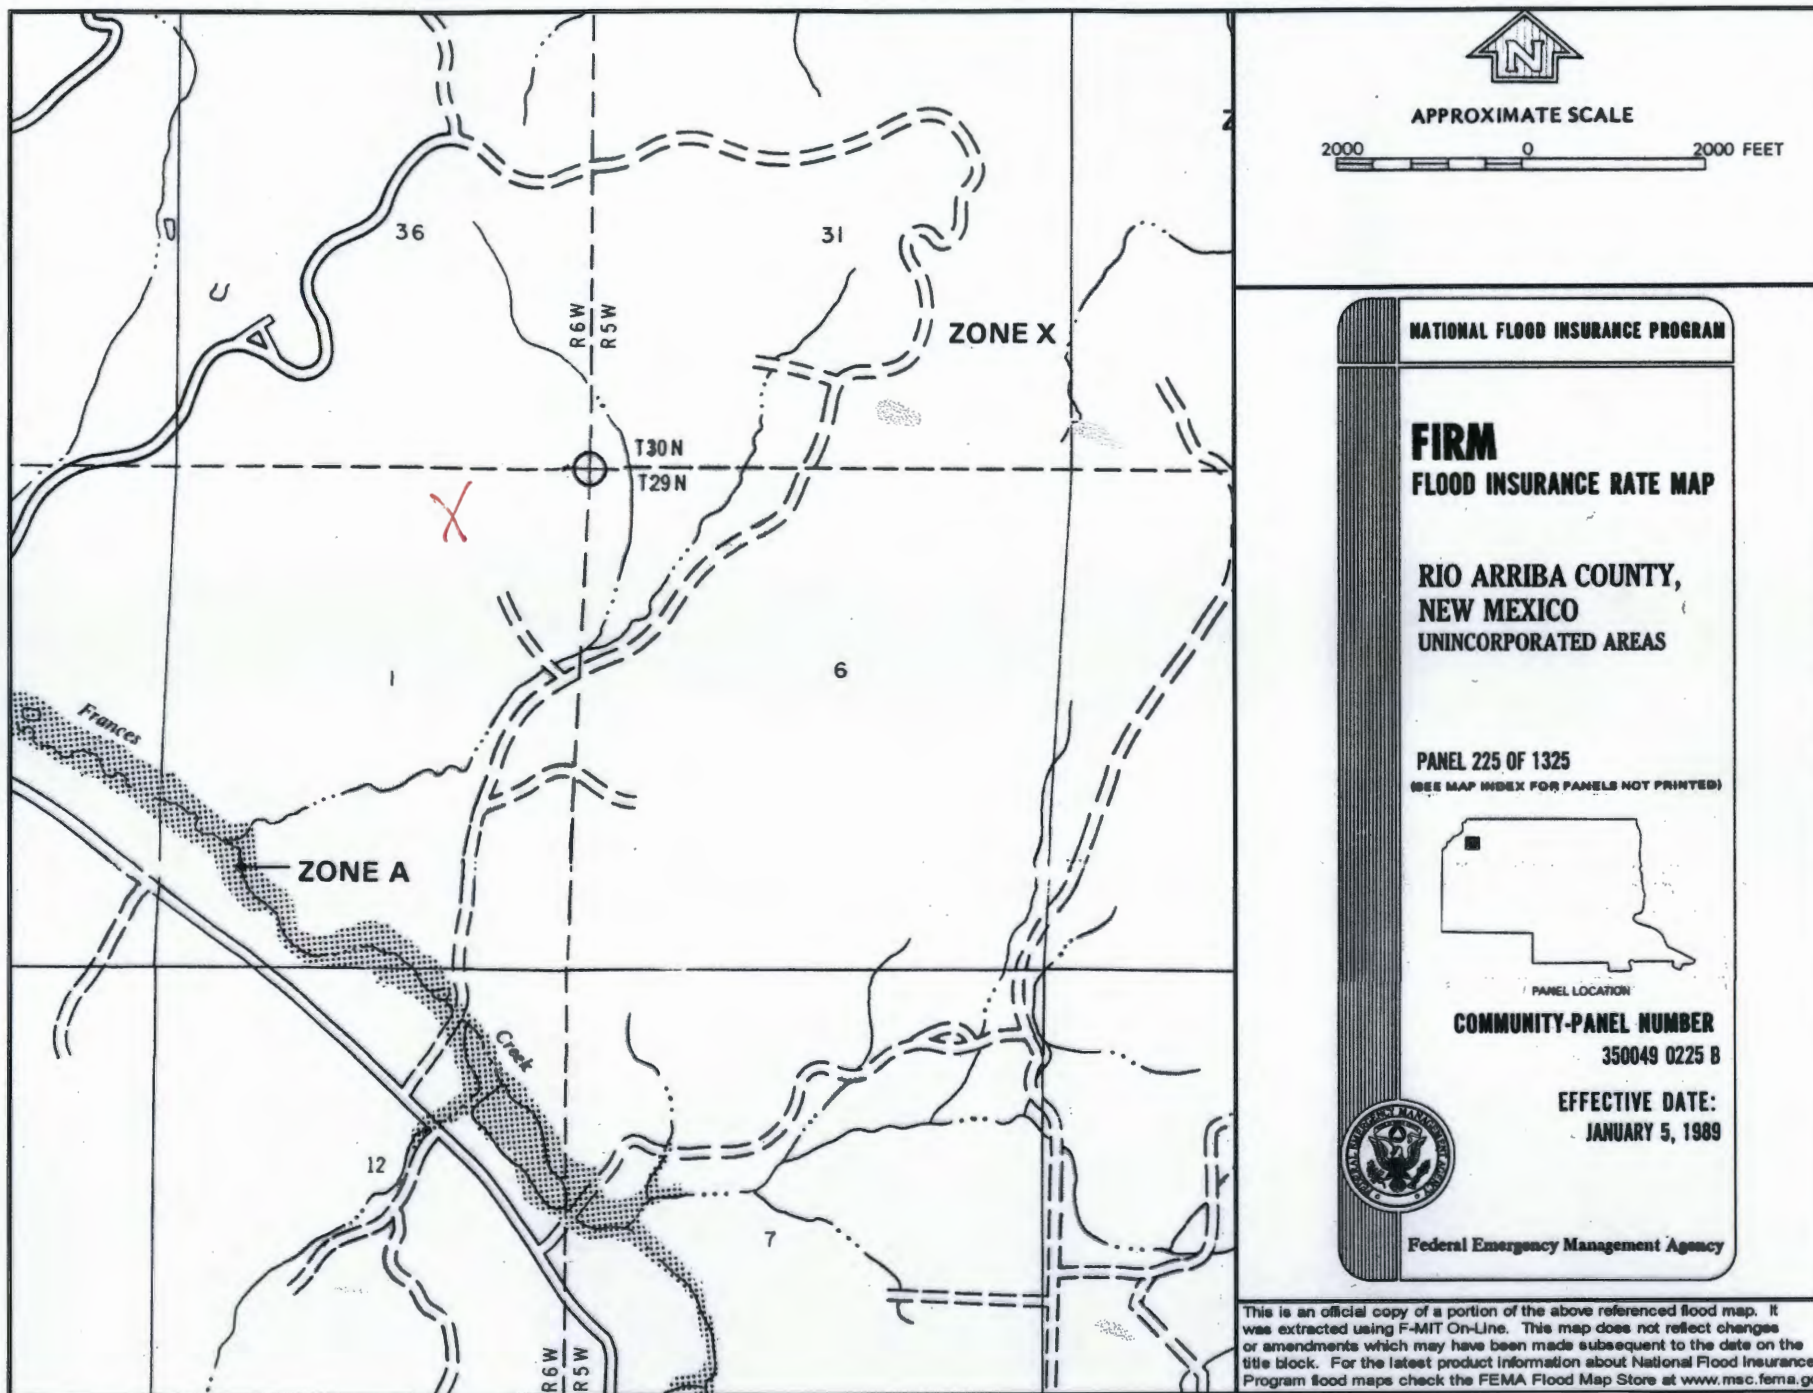 N
APPROXIMATE SCALE
2000 0 2000 FEET
36
31
R6W
R5W
ZONE X
T30N
T29N
X
1
6
Frances
ZONE A
Creek
12
7
R6W
R5W
NATIONAL FLOOD INSURANCE PROGRAM
FIRM
FLOOD INSURANCE RATE MAP
RIO ARRIBA COUNTY,
NEW MEXICO
UNINCORPORATED AREAS
PANEL 225 OF 1325
(SEE MAP INDEX FOR PANELS NOT PRINTED)
PANEL LOCATION
COMMUNITY-PANEL NUMBER
350049 0225 B
EFFECTIVE DATE:
JANUARY 5, 1989
FEDERAL EMERGENCY MANAGEMENT AGENCY
Federal Emergency Management Agency
This is an official copy of a portion of the above referenced flood map. It
was extracted using F-MIT On-Line. This map does not reflect changes
or amendments which may have been made subsequent to the date on the
title block. For the latest product information about National Flood Insurance
Program flood maps check the FEMA Flood Map Store at www.msc.fema.g